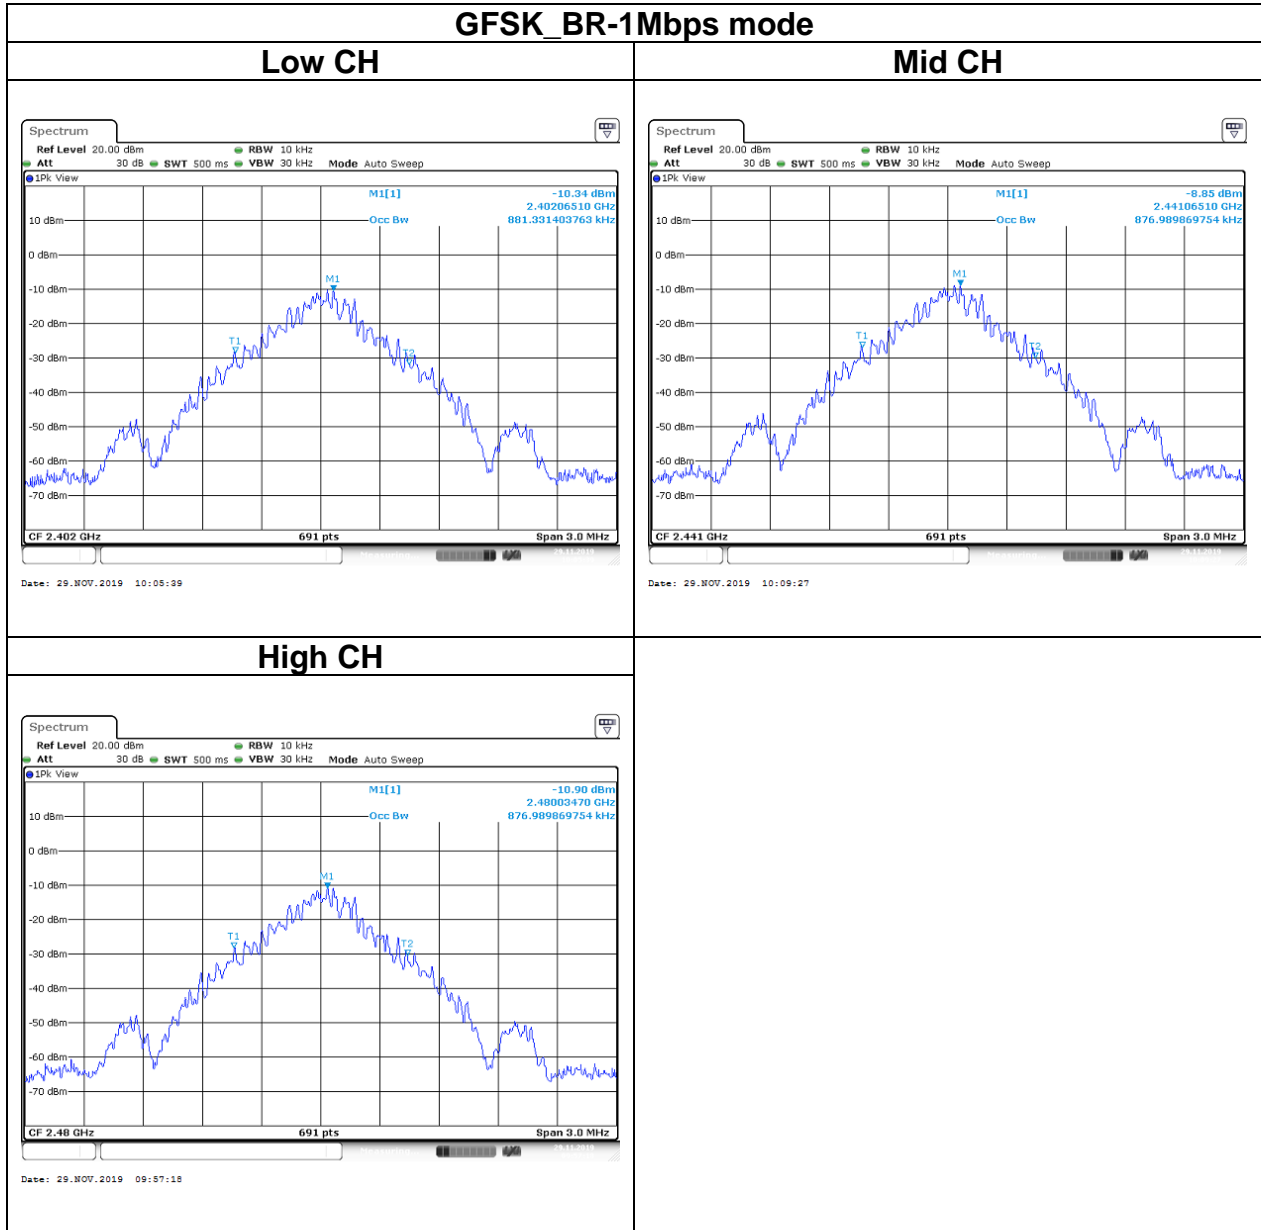 GFSK_BR-1Mbps mode
Low CH
Mid CH
Spectrum
Ref Level 20.00 dBm RBW 10 kHz
Att 30 dB SWT 500 ms VBW 30 kHz Mode Auto Sweep
1Pk View
M1[1] -10.34 dBm
2.40206510 GHz
10 dBm Occ Bw 881.331403763 kHz
0 dBm
M1
-10 dBm
-20 dBm
T1
T2
-30 dBm
-40 dBm
-50 dBm
-60 dBm
-70 dBm
CF 2.402 GHz 691 pts Span 3.0 MHz
Date: 29.NOV.2019 10:05:39
Spectrum
Ref Level 20.00 dBm RBW 10 kHz
Att 30 dB SWT 500 ms VBW 30 kHz Mode Auto Sweep
1Pk View
M1[1] -8.85 dBm
2.44106510 GHz
10 dBm Occ Bw 876.989869754 kHz
0 dBm
M1
-10 dBm
-20 dBm
T1
T2
-30 dBm
-40 dBm
-50 dBm
-60 dBm
-70 dBm
CF 2.441 GHz 691 pts Span 3.0 MHz
Date: 29.NOV.2019 10:09:27
High CH
Spectrum
Ref Level 20.00 dBm RBW 10 kHz
Att 30 dB SWT 500 ms VBW 30 kHz Mode Auto Sweep
1Pk View
M1[1] -10.90 dBm
2.48003470 GHz
10 dBm Occ Bw 876.989869754 kHz
0 dBm
M1
-10 dBm
-20 dBm
T1
T2
-30 dBm
-40 dBm
-50 dBm
-60 dBm
-70 dBm
CF 2.48 GHz 691 pts Span 3.0 MHz
Date: 29.NOV.2019 09:57:18